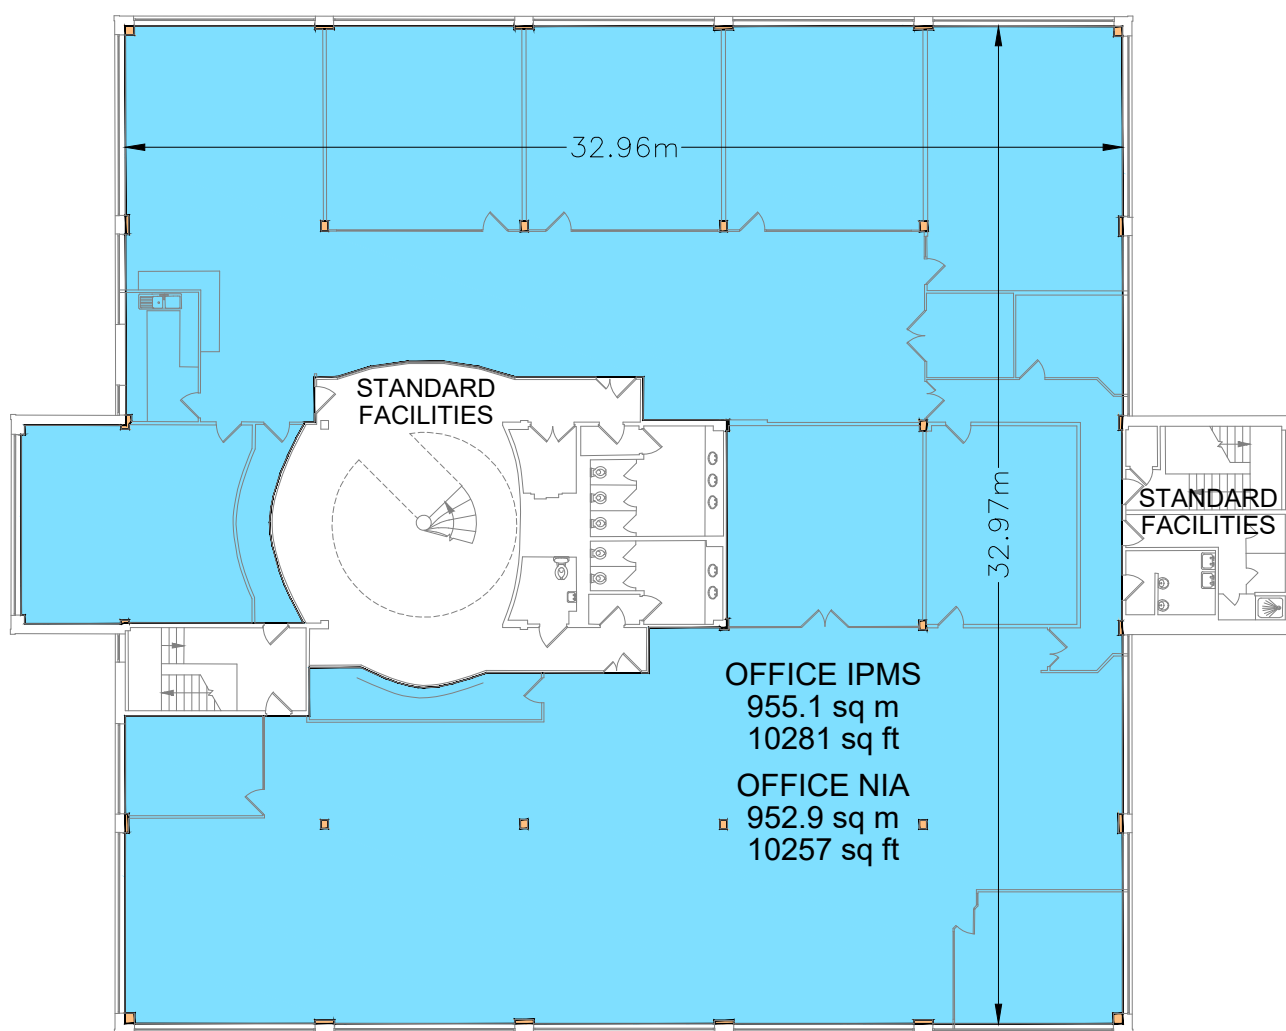 32.96m
STANDARD
FACILITIES
32.97m
STANDARD
FACILITIES
OFFICE IPMS
955.1 sq m
10281 sq ft
OFFICE NIA
952.9 sq m
10257 sq ft